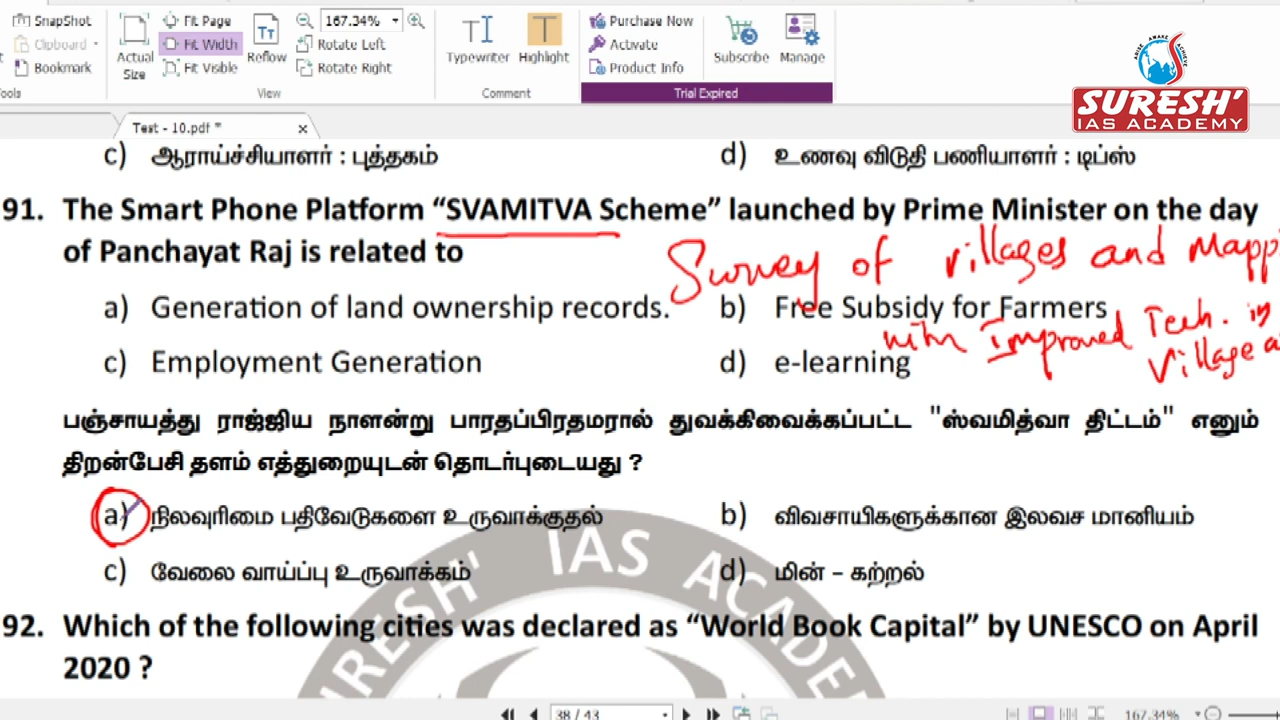 SnapShot
Clipboard
Bookmark
Tools
Actual Size
Fit Page
Fit Width
Fit Visible
Reflow
167.34%
Rotate Left
Rotate Right
View
Typewriter
Highlight
Comment
Purchase Now
Activate
Product Info
Trial Expired
Subscribe
Manage
ARISE AWAKE ACHIEVE
SURESH'
IAS ACADEMY
Test - 10.pdf * x
c) ஆராய்ச்சியாளர் : புத்தகம் d) உணவு விடுதி பணியாளர் : டிப்ஸ்
91. The Smart Phone Platform “SVAMITVA Scheme” launched by Prime Minister on the day
of Panchayat Raj is related to
Survey of villages and Mapp
a) Generation of land ownership records. b) Free Subsidy for Farmers
with Improved Tech. in
Village a
c) Employment Generation d) e-learning
பஞ்சாயத்து ராஜ்ஜிய நாளன்று பாரதப்பிரதமரால் துவக்கிவைக்கப்பட்ட "ஸ்வமித்வா திட்டம்" எனும்
திறன்பேசி தளம் எத்துறையுடன் தொடர்புடையது ?
a) நிலவுரிமை பதிவேடுகளை உருவாக்குதல் b) விவசாயிகளுக்கான இலவச மானியம்
c) வேலை வாய்ப்பு உருவாக்கம் d) மின் – கற்றல்
SURESH' IAS ACADE
92. Which of the following cities was declared as “World Book Capital” by UNESCO on April
2020 ?
38 / 43
167.34%